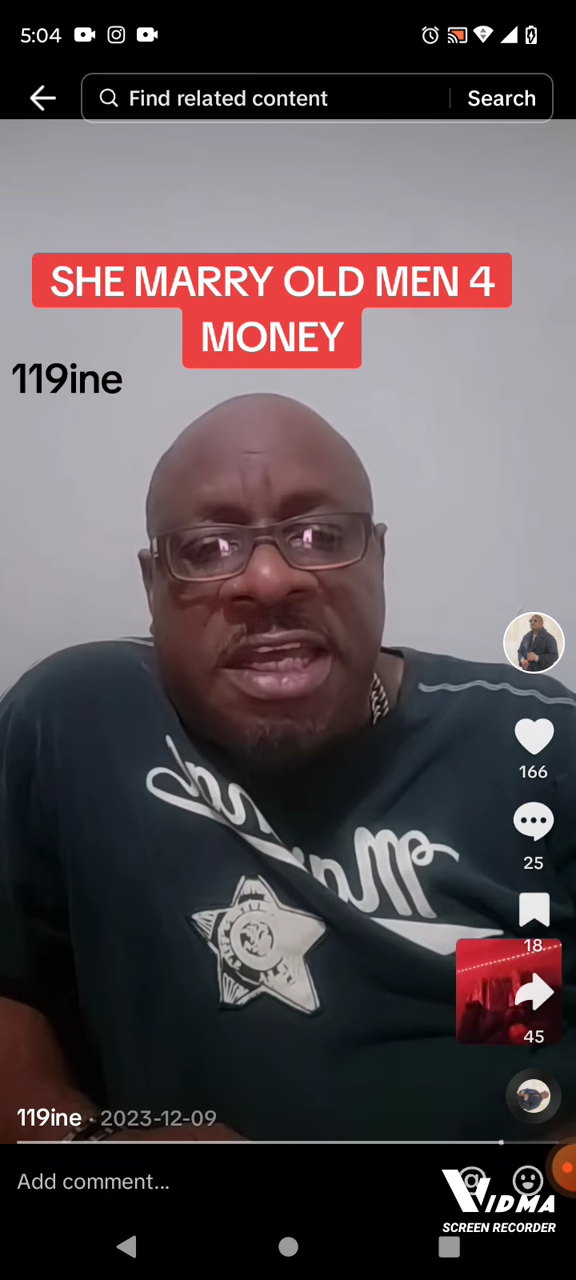 5:04
Find related content
Search
SHE MARRY OLD MEN 4
MONEY
119ine
166
25
18
45
119ine · 2023-12-09
Add comment...
VIDMA
SCREEN RECORDER